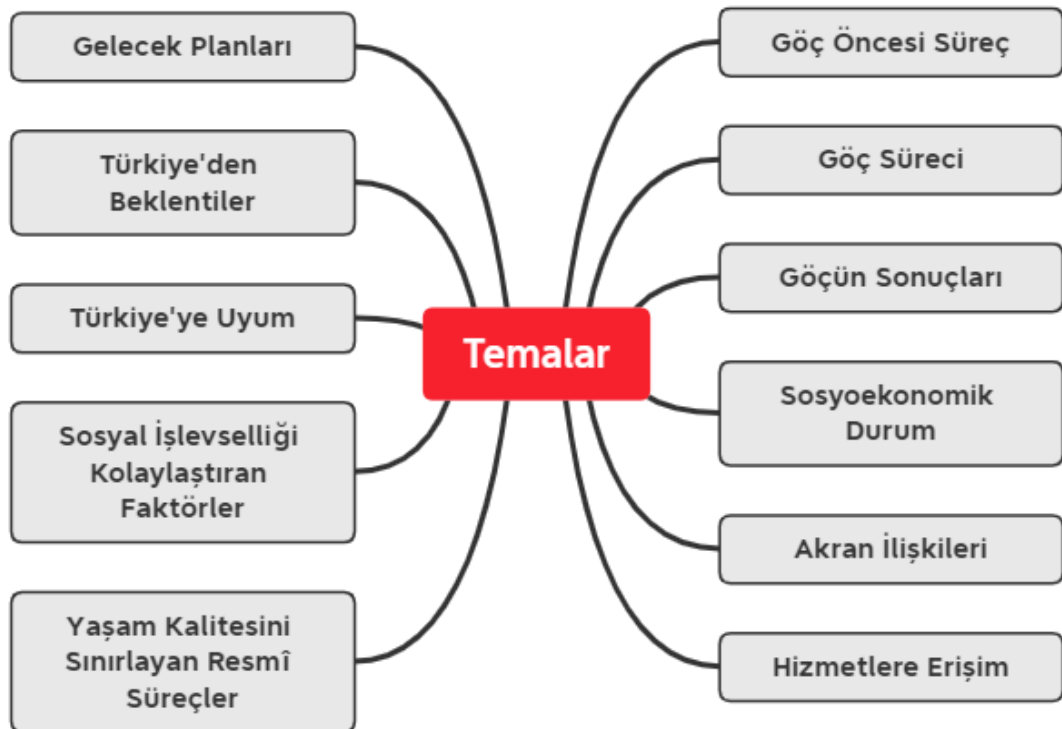 Gelecek Planları
Türkiye'den
Beklentiler
Türkiye'ye Uyum
Sosyal İşlevselliği
Kolaylaştıran
Faktörler
Yaşam Kalitesini
Sınırlayan Resmî
Süreçler
Temalar
Göç Öncesi Süreç
Göç Süreci
Göçün Sonuçları
Sosyoekonomik
Durum
Akran İlişkileri
Hizmetlere Erişim